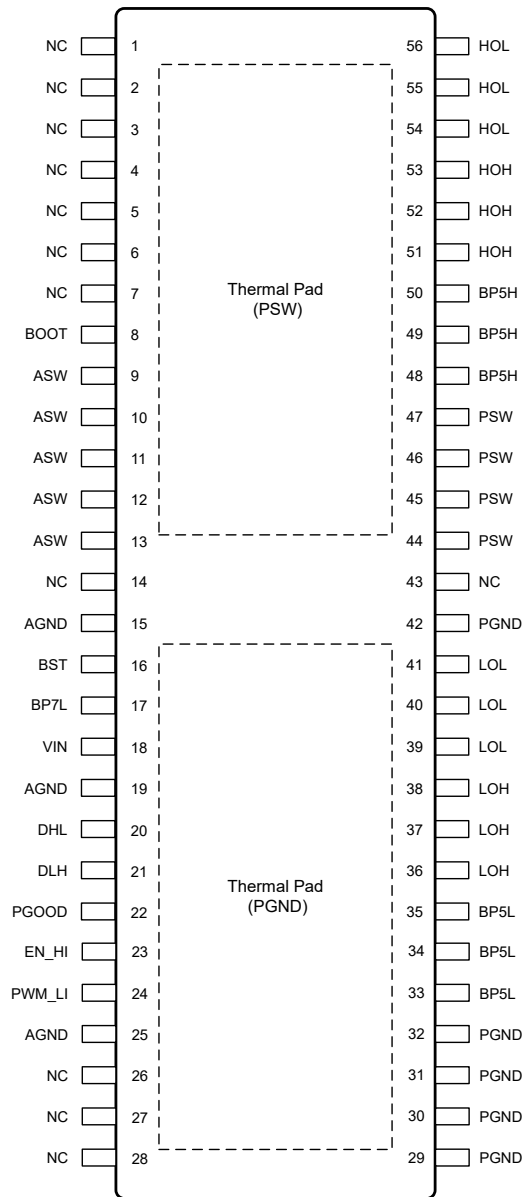 NC 1 56 HOL
NC 2 55 HOL
NC 3 54 HOL
NC 4 53 HOH
NC 5 52 HOH
NC 6 51 HOH
NC 7 50 BP5H
Thermal Pad
(PSW)
BOOT 8 49 BP5H
ASW 9 48 BP5H
ASW 10 47 PSW
ASW 11 46 PSW
ASW 12 45 PSW
ASW 13 44 PSW
NC 14 43 NC
AGND 15 42 PGND
BST 16 41 LOL
BP7L 17 40 LOL
VIN 18 39 LOL
AGND 19 38 LOH
DHL 20 37 LOH
DLH 21 36 LOH
Thermal Pad
(PGND)
PGOOD 22 35 BP5L
EN_HI 23 34 BP5L
PWM_LI 24 33 BP5L
AGND 25 32 PGND
NC 26 31 PGND
NC 27 30 PGND
NC 28 29 PGND